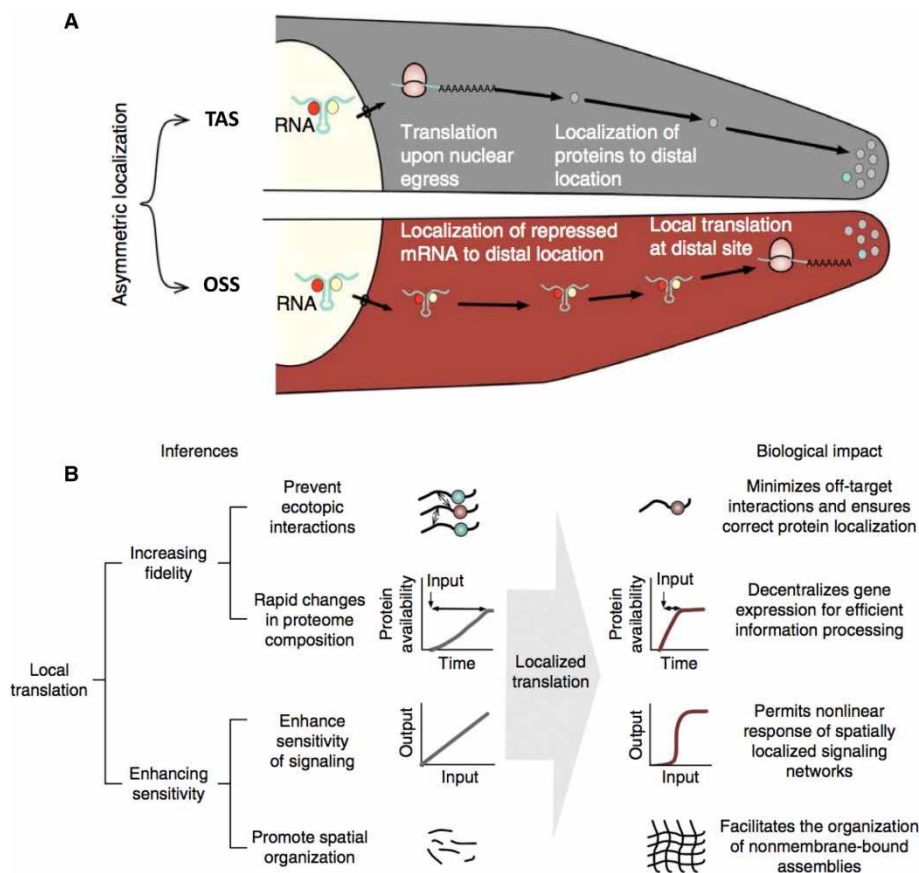 A
Asymmetric localization
TAS
OSS
RNA
AAAAAAAAA
Translation
upon nuclear
egress
Localization of
proteins to distal
location
RNA
Localization of repressed
mRNA to distal location
Local translation
at distal site
AAAAAAA
B
Inferences
Biological impact
Local
translation
Increasing
fidelity
Enhancing
sensitivity
Prevent
ecotopic
interactions
Minimizes off-target
interactions and ensures
correct protein localization
Rapid changes
in proteome
composition
Protein
availability
Input
Time
Localized
translation
Protein
availability
Input
Time
Decentralizes gene
expression for efficient
information processing
Enhance
sensitivity
of signaling
Output
Input
Output
Input
Permits nonlinear
response of spatially
localized signaling
networks
Promote spatial
organization
Facilitates the organization
of nonmembrane-bound
assemblies